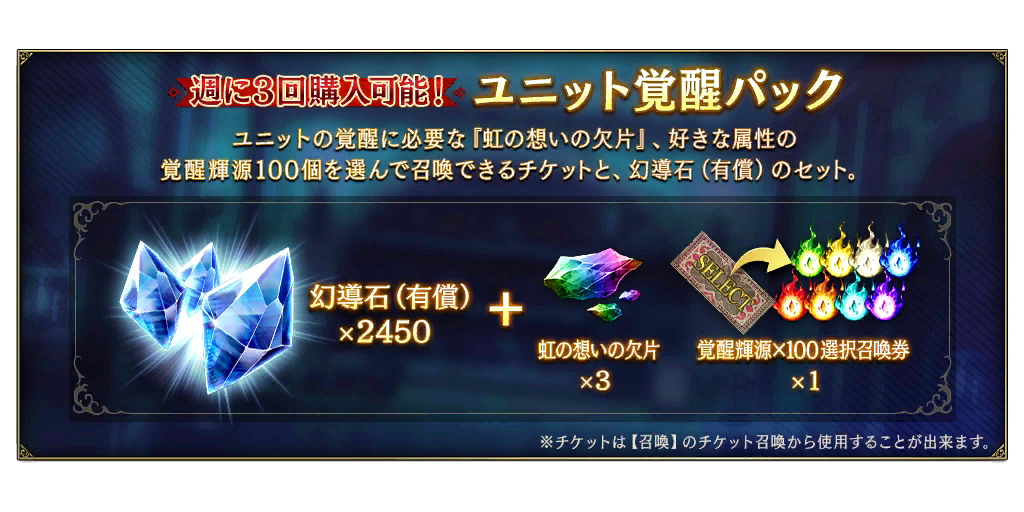 週に3回購入可能！ ユニット覚醒パック
ユニットの覚醒に必要な『虹の想いの欠片』、好きな属性の
覚醒輝源100個を選んで召喚できるチケットと、幻導石（有償）のセット。
幻導石（有償）
×2450
+
SELECT
虹の想いの欠片
×3
覚醒輝源×100選択召喚券
×1
※チケットは【召喚】のチケット召喚から使用することが出来ます。